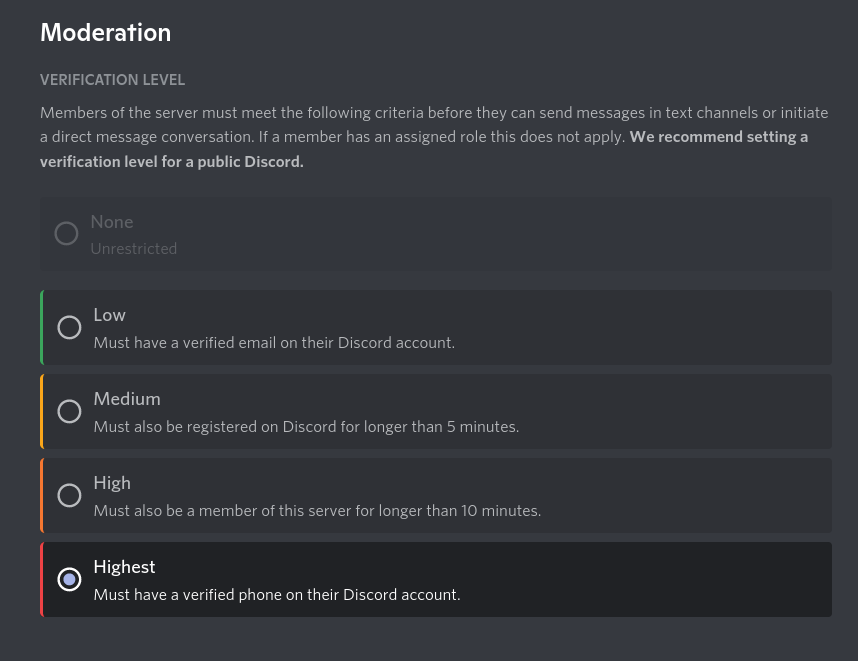 Moderation
VERIFICATION LEVEL
Members of the server must meet the following criteria before they can send messages in text channels or initiate
a direct message conversation. If a member has an assigned role this does not apply. We recommend setting a
verification level for a public Discord.
None
Unrestricted
Low
Must have a verified email on their Discord account.
Medium
Must also be registered on Discord for longer than 5 minutes.
High
Must also be a member of this server for longer than 10 minutes.
Highest
Must have a verified phone on their Discord account.